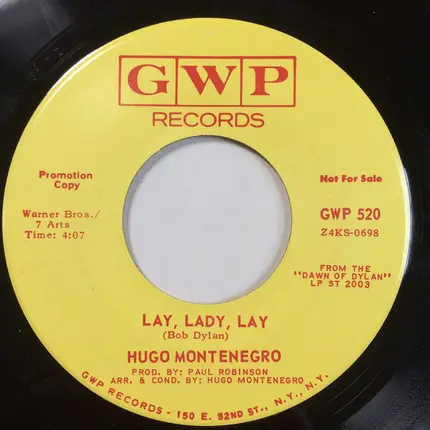 GWP
RECORDS
Promotion
Copy
Not For Sale
Warner Bros./
7 Arts
Time: 4:07
GWP 520
Z4KS-0698
FROM THE
"DAWN OF DYLAN"
LP ST 2003
LAY, LADY, LAY
(Bob Dylan)
HUGO MONTENEGRO
PROD. BY: PAUL ROBINSON
ARR. & COND. BY: HUGO MONTENEGRO
GWP RECORDS - 150 E. 52ND ST., N.Y., N.Y.